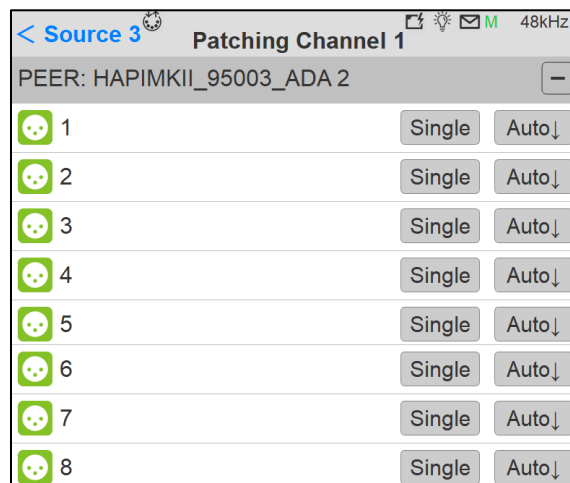 < Source 3
Patching Channel 1
M 48kHz
PEER: HAPIMKII_95003_ADA 2
1 Single Auto↓
2 Single Auto↓
3 Single Auto↓
4 Single Auto↓
5 Single Auto↓
6 Single Auto↓
7 Single Auto↓
8 Single Auto↓